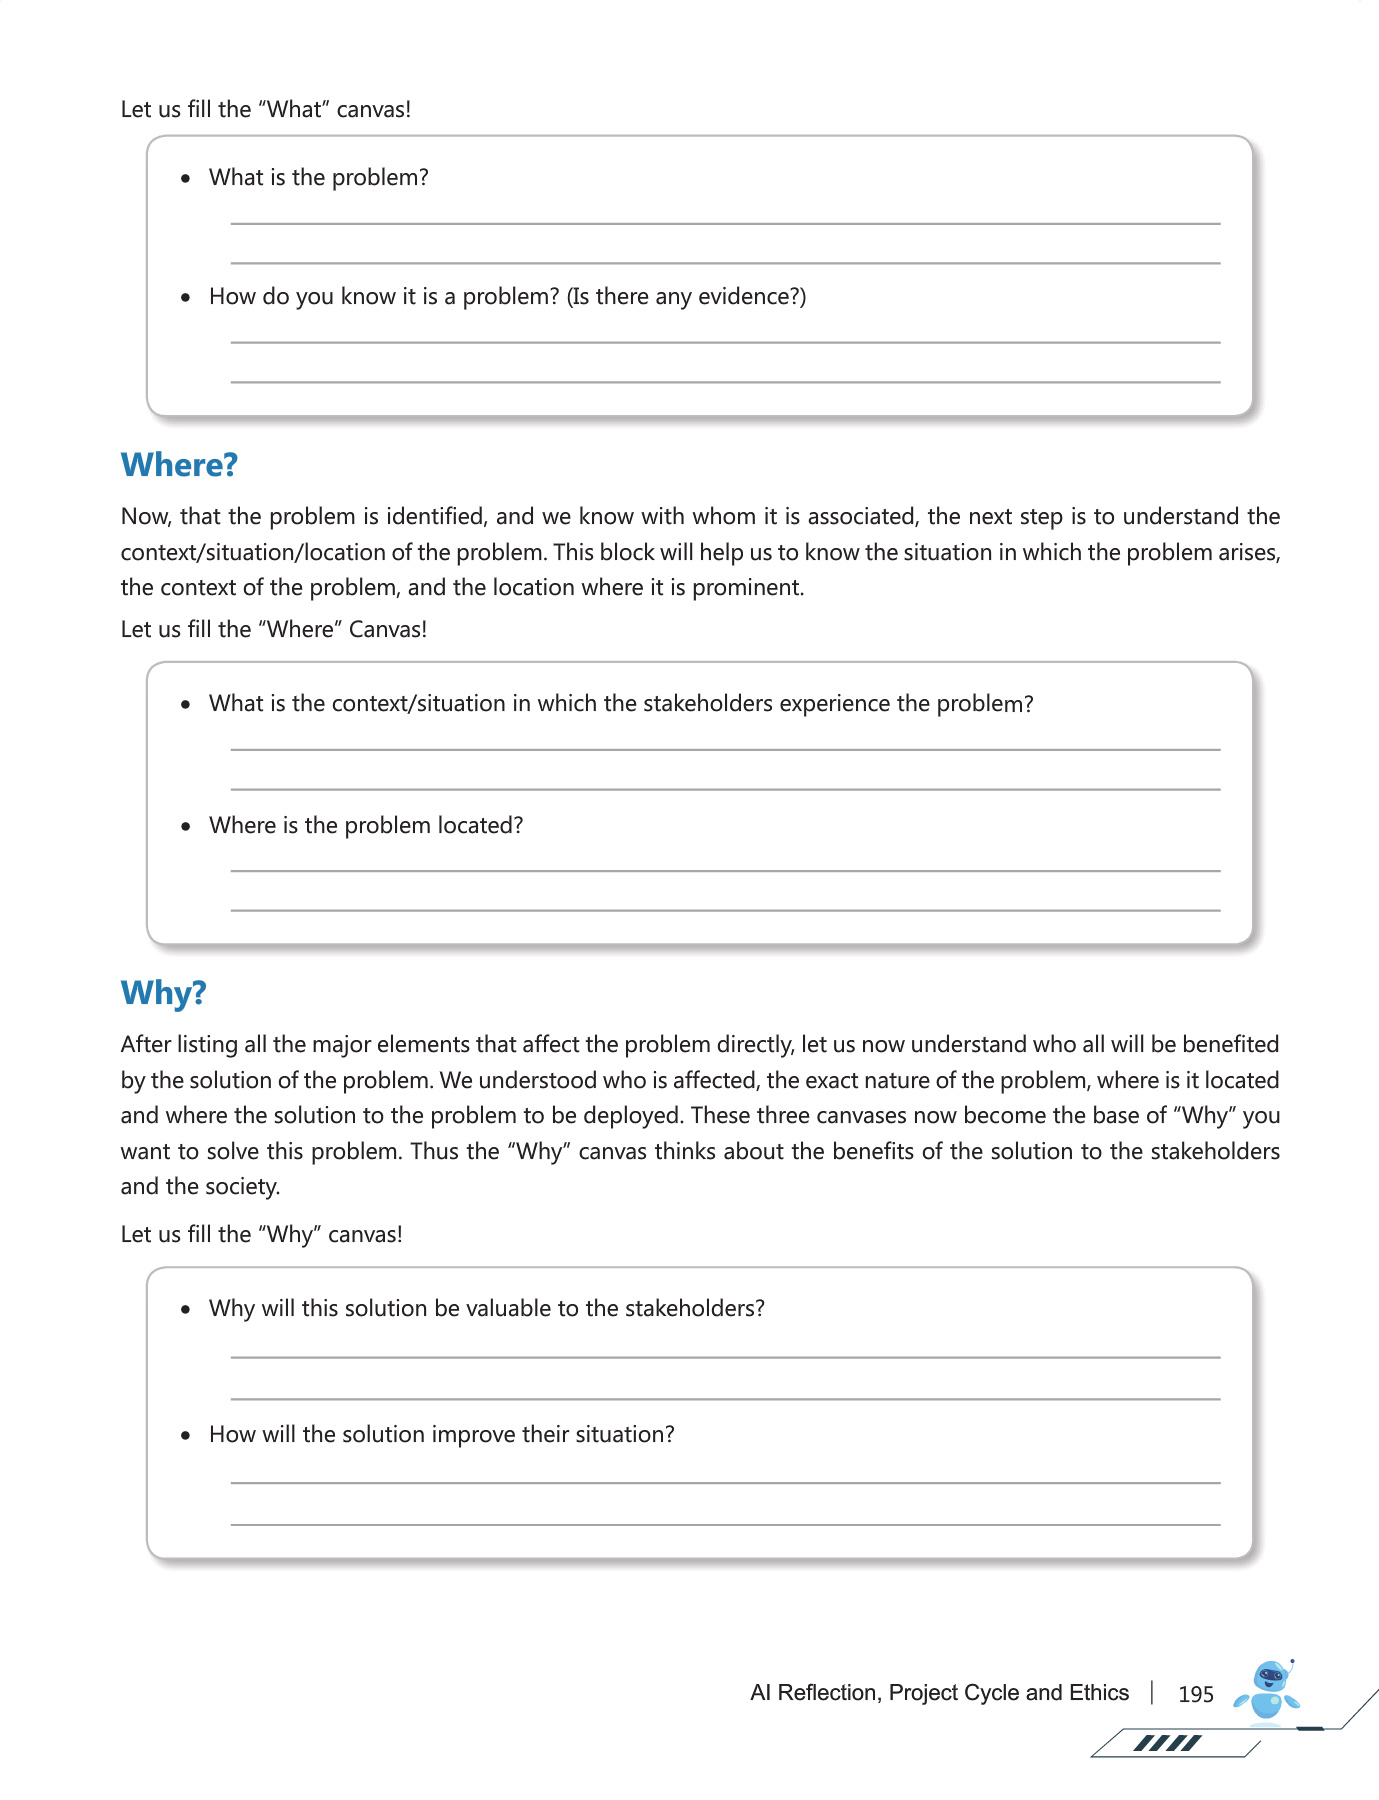 Let us fill the “What” canvas!
• What is the problem?
• How do you know it is a problem? (Is there any evidence?)
Where?
Now, that the problem is identified, and we know with whom it is associated, the next step is to understand the
context/situation/location of the problem. This block will help us to know the situation in which the problem arises,
the context of the problem, and the location where it is prominent.
Let us fill the “Where” Canvas!
• What is the context/situation in which the stakeholders experience the problem?
• Where is the problem located?
Why?
After listing all the major elements that affect the problem directly, let us now understand who all will be benefited
by the solution of the problem. We understood who is affected, the exact nature of the problem, where is it located
and where the solution to the problem to be deployed. These three canvases now become the base of “Why” you
want to solve this problem. Thus the “Why” canvas thinks about the benefits of the solution to the stakeholders
and the society.
Let us fill the “Why” canvas!
• Why will this solution be valuable to the stakeholders?
• How will the solution improve their situation?
AI Reflection, Project Cycle and Ethics | 195